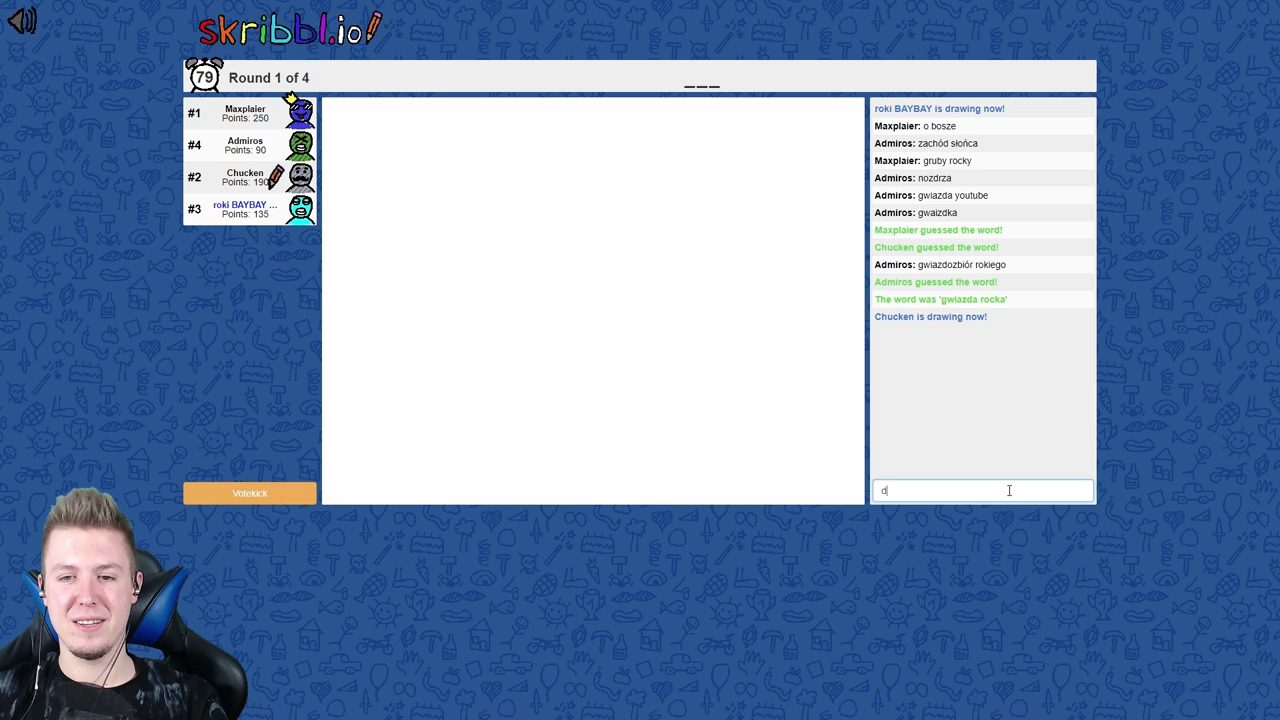 skribbl.io
79
Round 1 of 4
___
#1
Maxplaier
Points: 250
#4
Admiros
Points: 90
#2
Chucken
Points: 190
#3
roki BAYBAY ...
Points: 135
Votekick
roki BAYBAY is drawing now!
Maxplaier: o bosze
Admiros: zachód słońca
Maxplaier: gruby rocky
Admiros: nozdrza
Admiros: gwiazda youtube
Admiros: gwaizdka
Maxplaier guessed the word!
Chucken guessed the word!
Admiros: gwiazdozbiór rokiego
Admiros guessed the word!
The word was 'gwiazda rocka'
Chucken is drawing now!
d